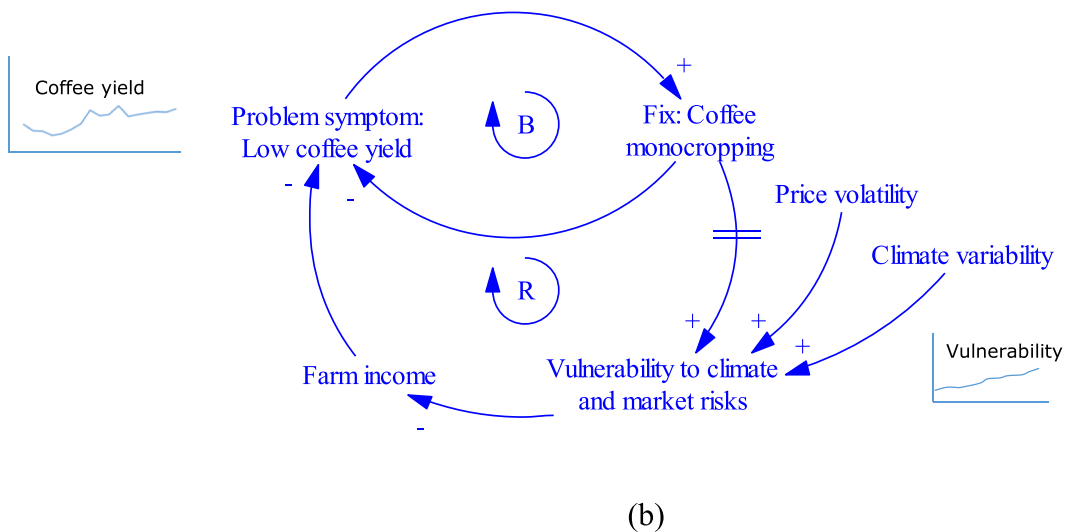 Coffee yield
Problem symptom:
Low coffee yield
B
+
Fix: Coffee
monocropping
-
-
Price volatility
Climate variability
R
+
+
+
Vulnerability
Vulnerability to climate
and market risks
Farm income
-
(b)